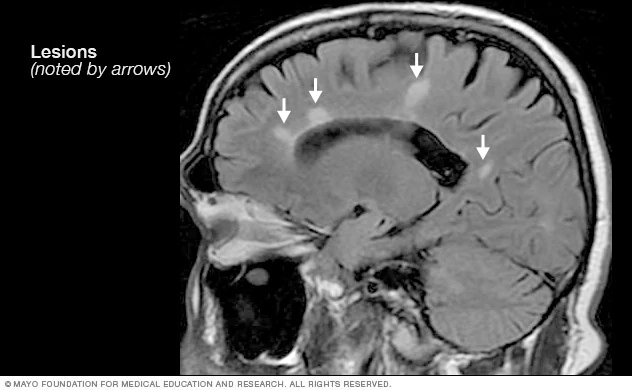 Lesions
(noted by arrows)
© MAYO FOUNDATION FOR MEDICAL EDUCATION AND RESEARCH. ALL RIGHTS RESERVED.